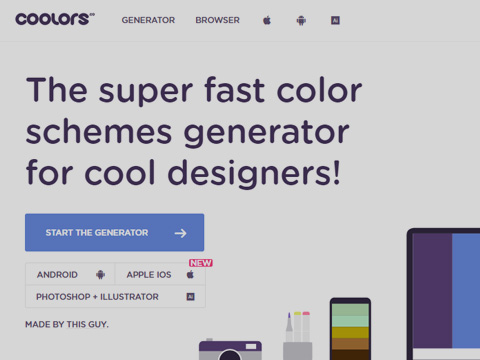 coolors co GENERATOR BROWSER Ai
The super fast color
schemes generator
for cool designers!
START THE GENERATOR
NEW
ANDROID APPLE IOS
PHOTOSHOP + ILLUSTRATOR Ai
MADE BY THIS GUY.